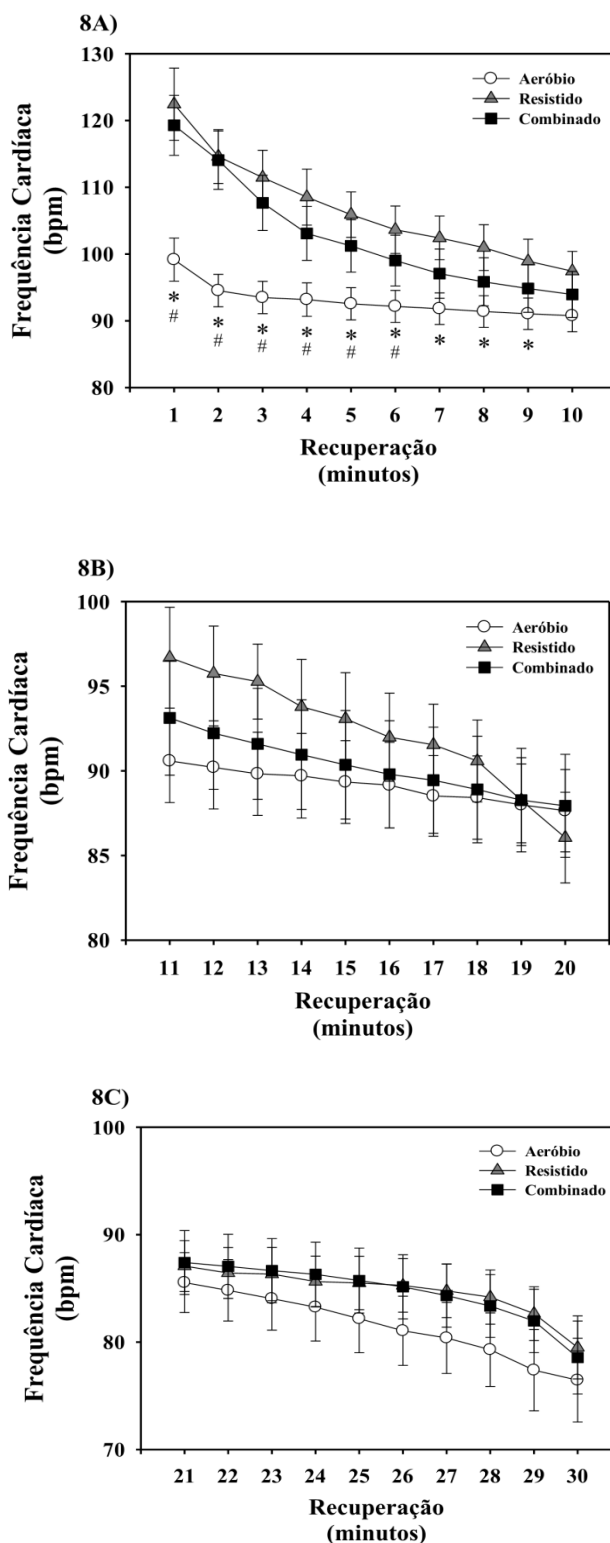 8A)
130
120
110
100
90
80
Frequência Cardíaca
(bpm)
Aeróbio
Resistido
Combinado
* * * * * * * * *
# # # # # #
1 2 3 4 5 6 7 8 9 10
Recuperação
(minutos)
8B)
100
95
90
85
80
Frequência Cardíaca
(bpm)
Aeróbio
Resistido
Combinado
11 12 13 14 15 16 17 18 19 20
Recuperação
(minutos)
8C)
100
90
80
70
Frequência Cardíaca
(bpm)
Aeróbio
Resistido
Combinado
21 22 23 24 25 26 27 28 29 30
Recuperação
(minutos)